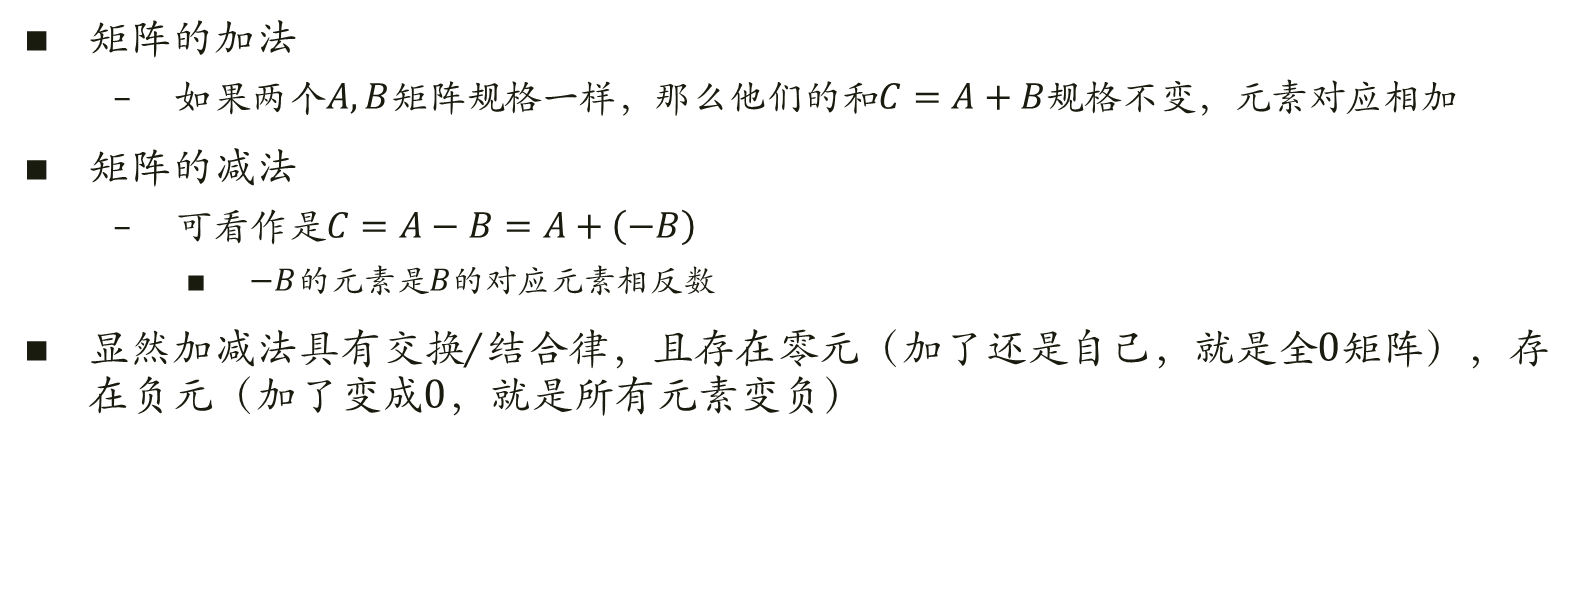 ■ 矩阵的加法
– 如果两个A, B矩阵规格一样，那么他们的和C = A + B规格不变，元素对应相加
■ 矩阵的减法
– 可看作是C = A − B = A + (−B)
■ −B的元素是B的对应元素相反数
■ 显然加减法具有交换/结合律，且存在零元（加了还是自己，就是全0矩阵），存
在负元（加了变成0，就是所有元素变负）